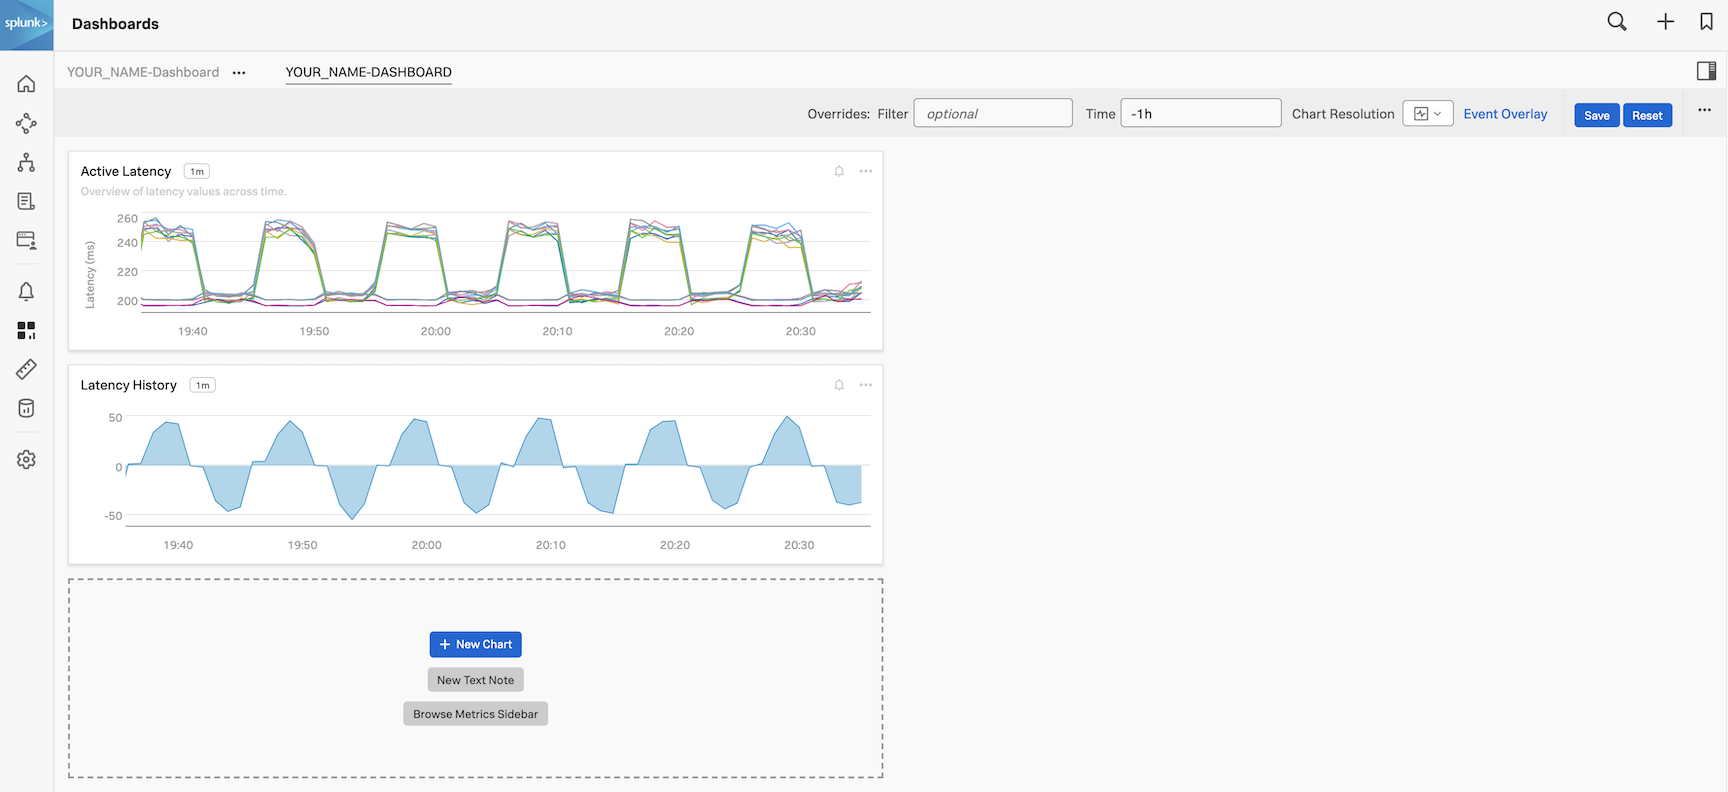 splunk>
Dashboards
YOUR_NAME-Dashboard ••• YOUR_NAME-DASHBOARD
Overrides: Filter optional Time -1h Chart Resolution Event Overlay Save Reset •••
Active Latency 1m
Overview of latency values across time.
Latency (ms)
260
240
220
200
19:40 19:50 20:00 20:10 20:20 20:30
Latency History 1m
50
0
-50
19:40 19:50 20:00 20:10 20:20 20:30
+ New Chart
New Text Note
Browse Metrics Sidebar